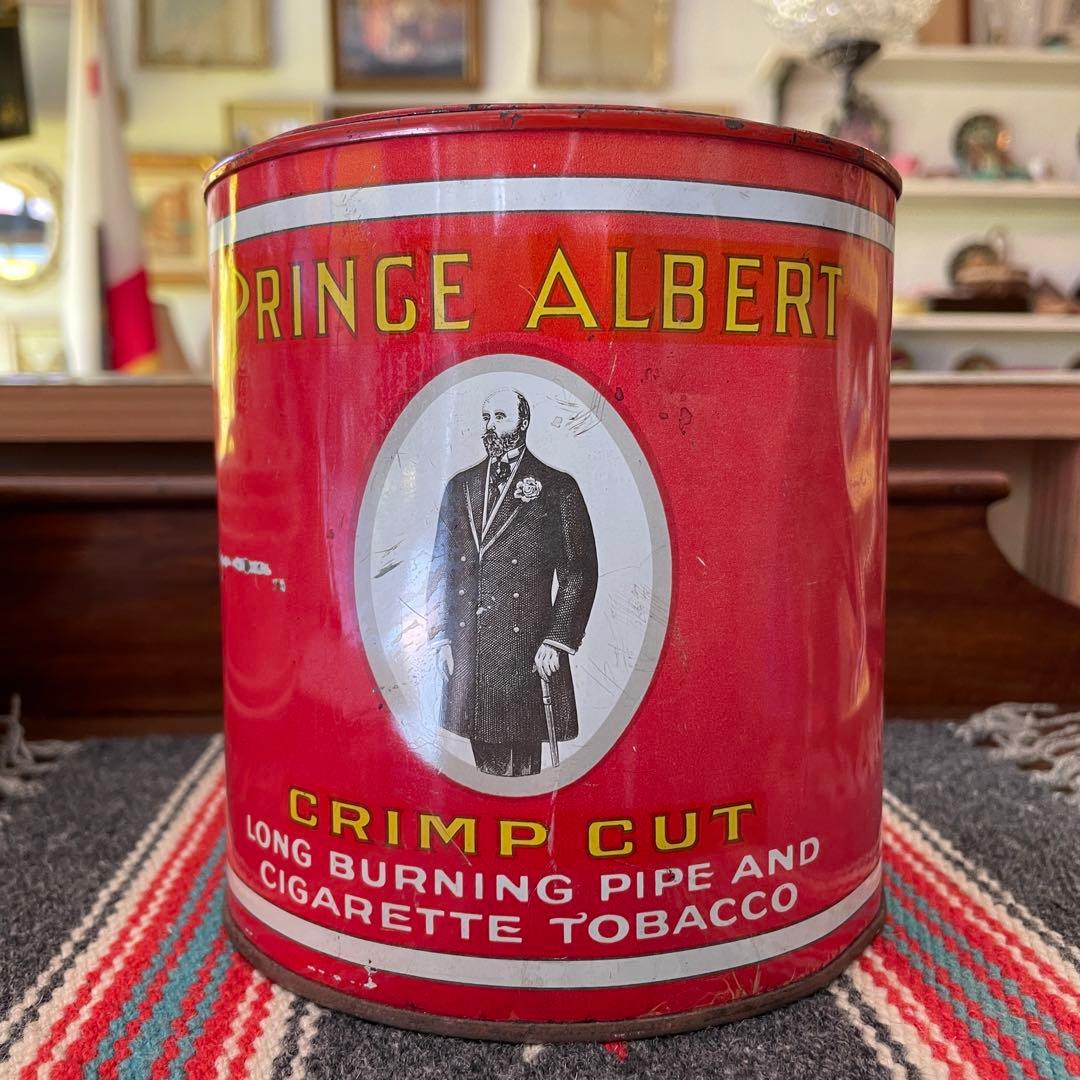 PRINCE ALBERT
CRIMP CUT
LONG BURNING PIPE AND
CIGARETTE TOBACCO